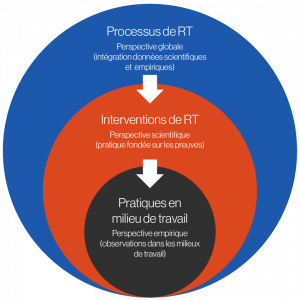 Processus de RT
Perspective globale
(intégration données scientifiques
et empiriques)
Interventions de RT
Perspective scientifique
(pratique fondée sur les preuves)
Pratiques en
milieu de travail
Perspective empirique
(observations dans les milieux
de travail)